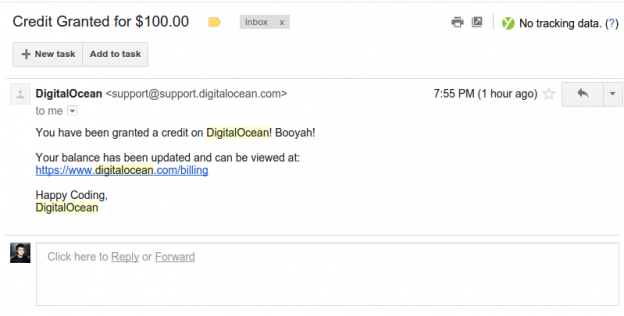 Credit Granted for $100.00
Inbox x
No tracking data. (?)
+ New task
Add to task
DigitalOcean <support@support.digitalocean.com>
7:55 PM (1 hour ago)
to me
You have been granted a credit on DigitalOcean! Booyah!
Your balance has been updated and can be viewed at:
https://www.digitalocean.com/billing
Happy Coding,
DigitalOcean
Click here to Reply or Forward